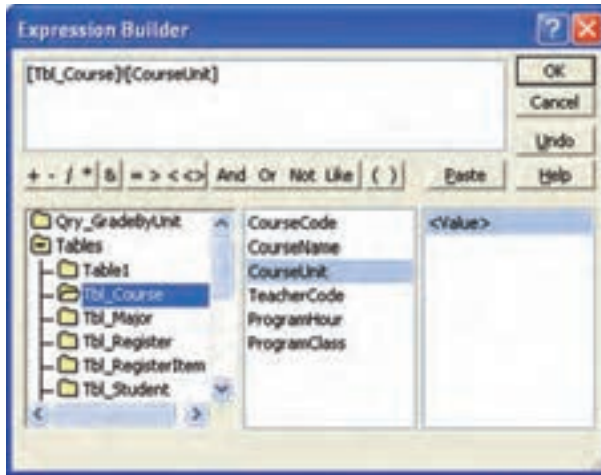 Expression Builder
?
[Tbl_Course]![CourseUnit]
OK
Cancel
Undo
+ - / * & = > < <> And Or Not Like ( ) Paste Help
Qry_GradeByUnit
Tables
Table1
Tbl_Course
Tbl_Major
Tbl_Register
Tbl_RegisterItem
Tbl_Student
CourseCode
CourseName
CourseUnit
TeacherCode
ProgramHour
ProgramClass
<Value>